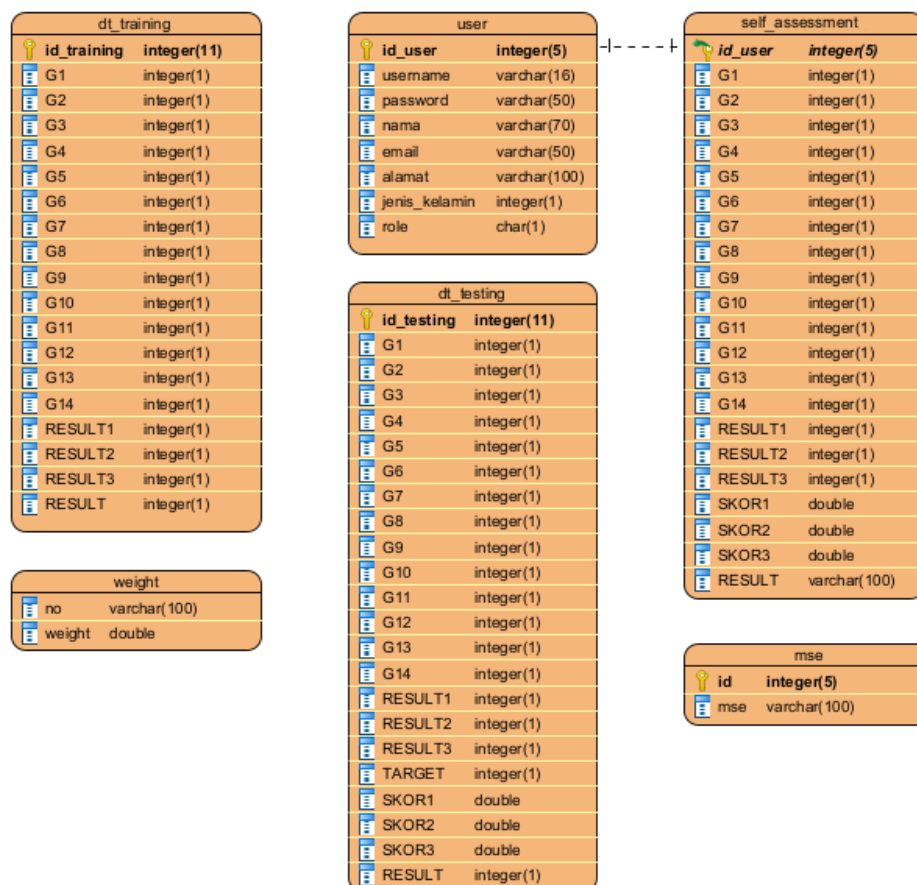 dt_training
id_training integer(11)
G1 integer(1)
G2 integer(1)
G3 integer(1)
G4 integer(1)
G5 integer(1)
G6 integer(1)
G7 integer(1)
G8 integer(1)
G9 integer(1)
G10 integer(1)
G11 integer(1)
G12 integer(1)
G13 integer(1)
G14 integer(1)
RESULT1 integer(1)
RESULT2 integer(1)
RESULT3 integer(1)
RESULT integer(1)
weight
no varchar(100)
weight double
user
id_user integer(5)
username varchar(16)
password varchar(50)
nama varchar(70)
email varchar(50)
alamat varchar(100)
jenis_kelamin integer(1)
role char(1)
dt_testing
id_testing integer(11)
G1 integer(1)
G2 integer(1)
G3 integer(1)
G4 integer(1)
G5 integer(1)
G6 integer(1)
G7 integer(1)
G8 integer(1)
G9 integer(1)
G10 integer(1)
G11 integer(1)
G12 integer(1)
G13 integer(1)
G14 integer(1)
RESULT1 integer(1)
RESULT2 integer(1)
RESULT3 integer(1)
TARGET integer(1)
SKOR1 double
SKOR2 double
SKOR3 double
RESULT integer(1)
self_assessment
id_user integer(5)
G1 integer(1)
G2 integer(1)
G3 integer(1)
G4 integer(1)
G5 integer(1)
G6 integer(1)
G7 integer(1)
G8 integer(1)
G9 integer(1)
G10 integer(1)
G11 integer(1)
G12 integer(1)
G13 integer(1)
G14 integer(1)
RESULT1 integer(1)
RESULT2 integer(1)
RESULT3 integer(1)
SKOR1 double
SKOR2 double
SKOR3 double
RESULT varchar(100)
mse
id integer(5)
mse varchar(100)